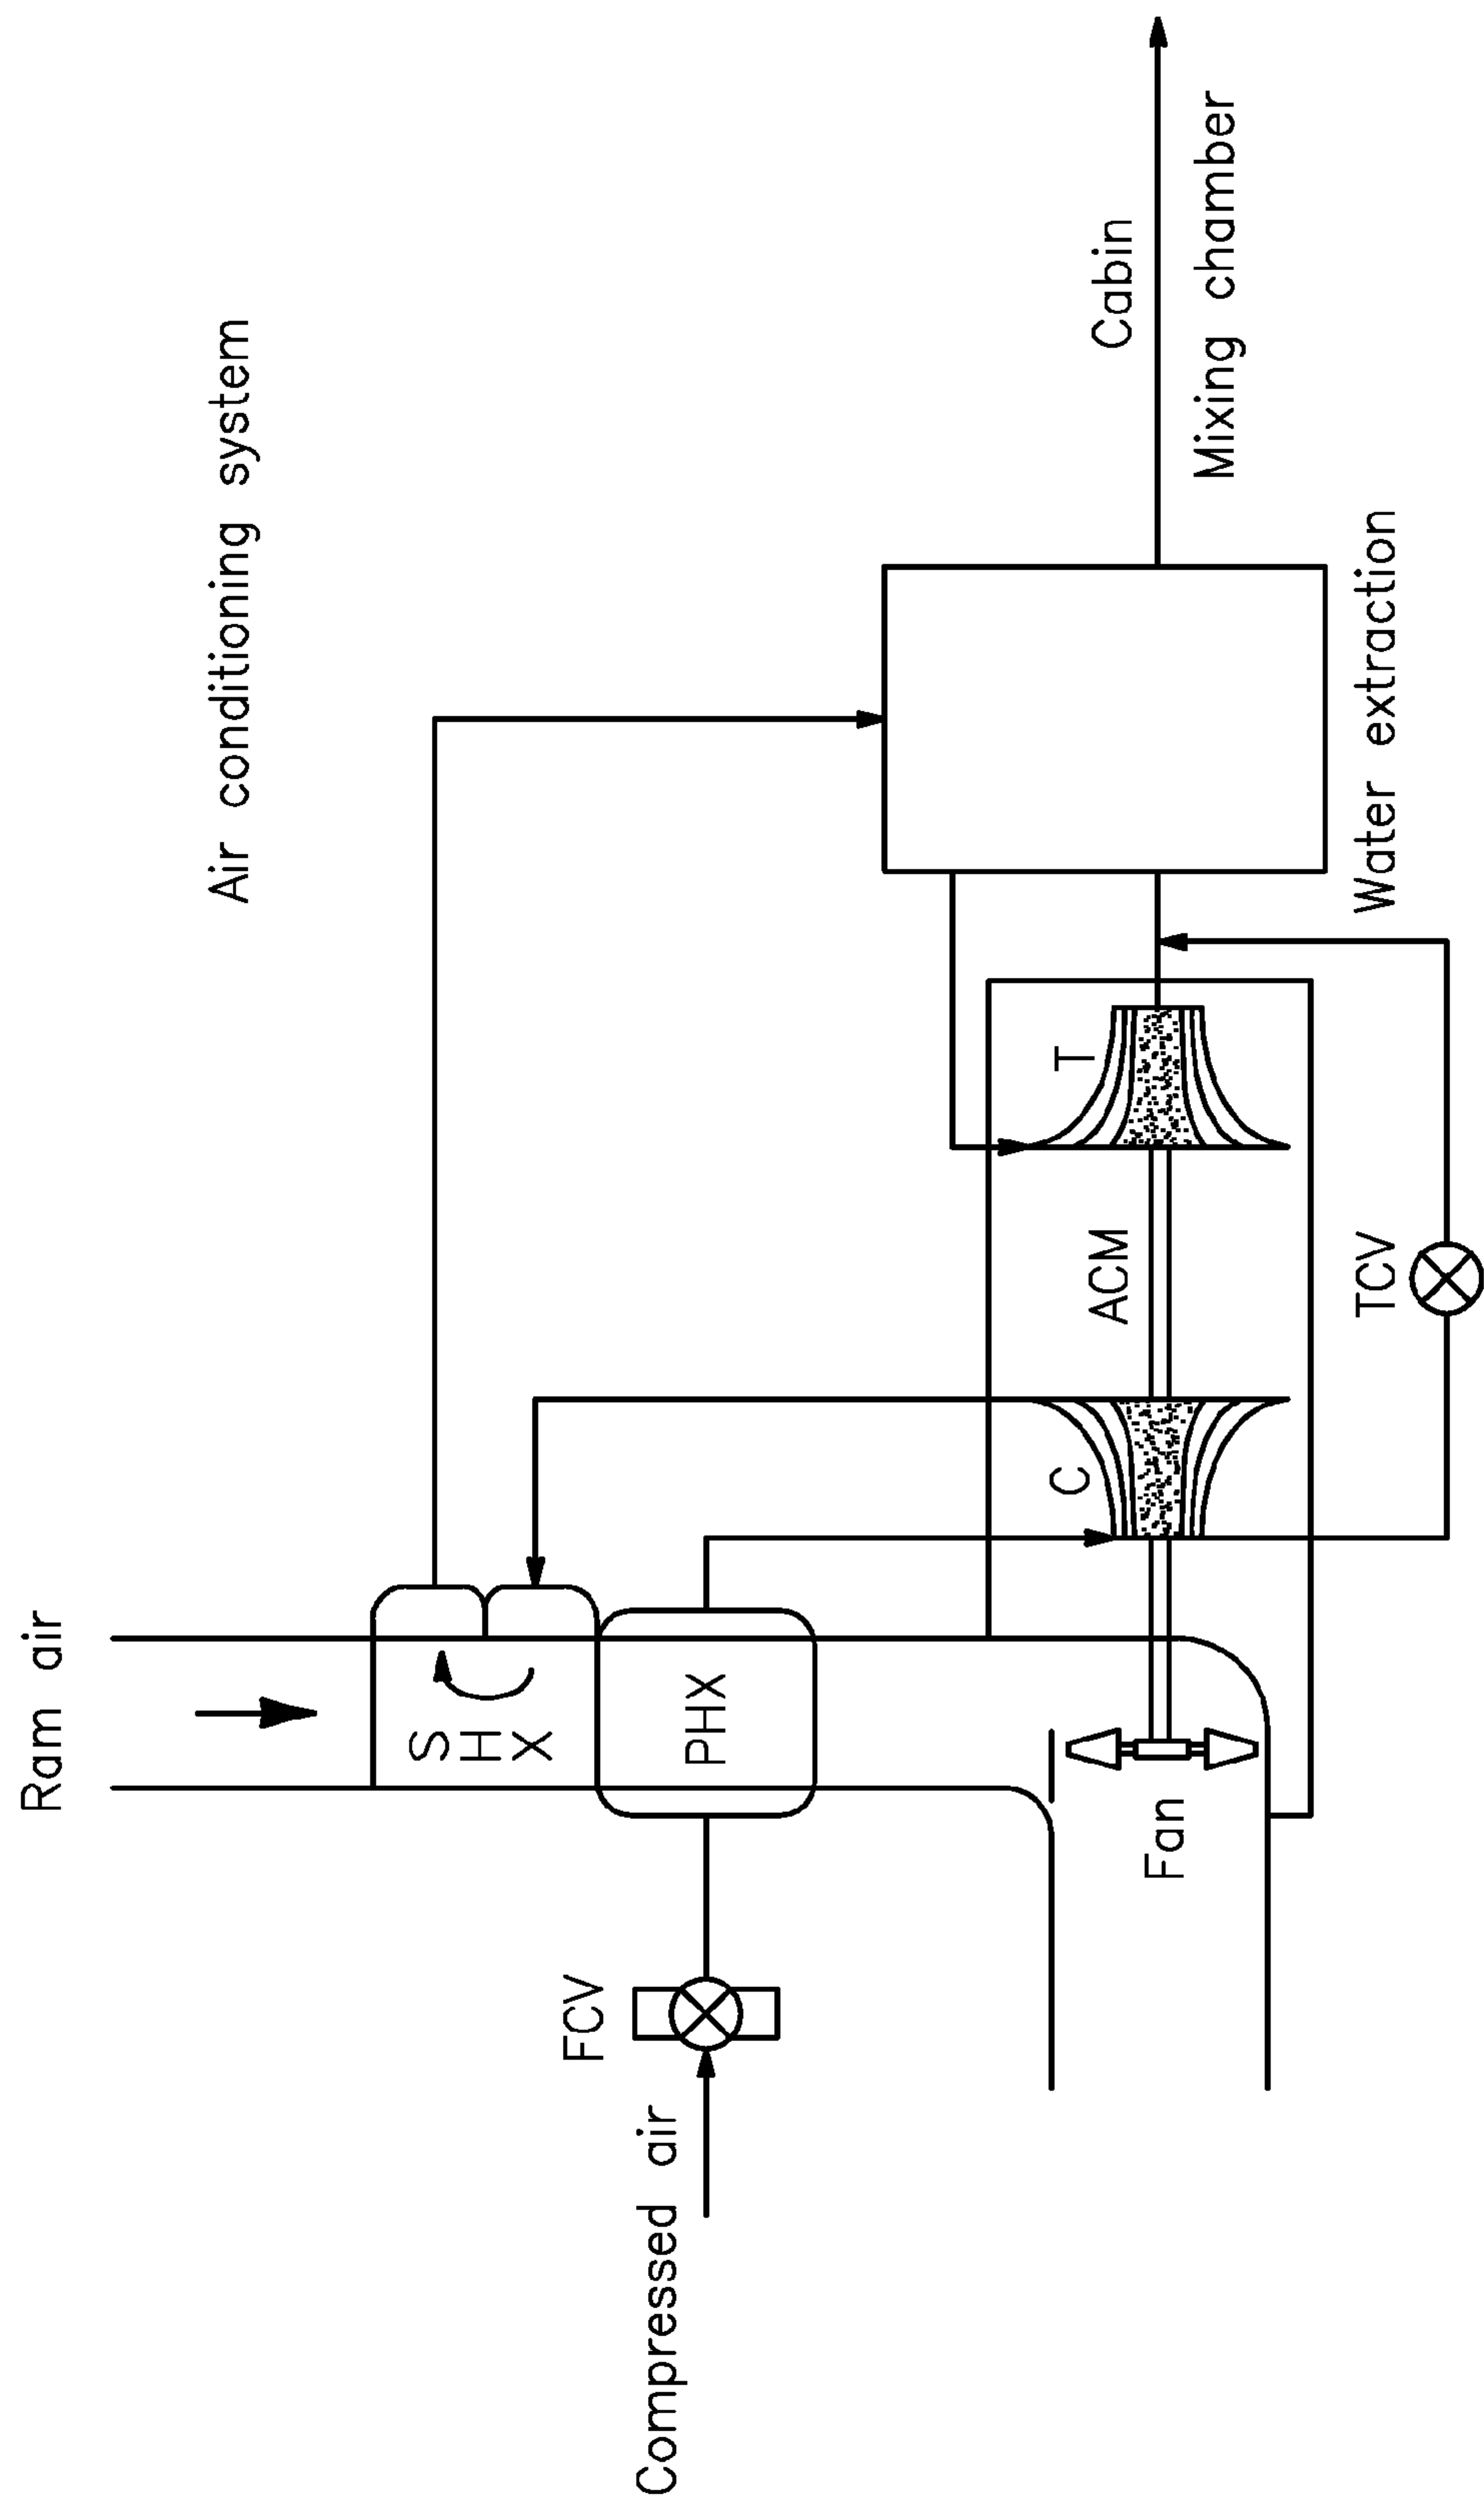 Air conditioning system
Ram air
SHX
PHX
FCV
Compressed air
Fan
C
ACM
T
TCV
Water extraction
Cabin
Mixing chamber